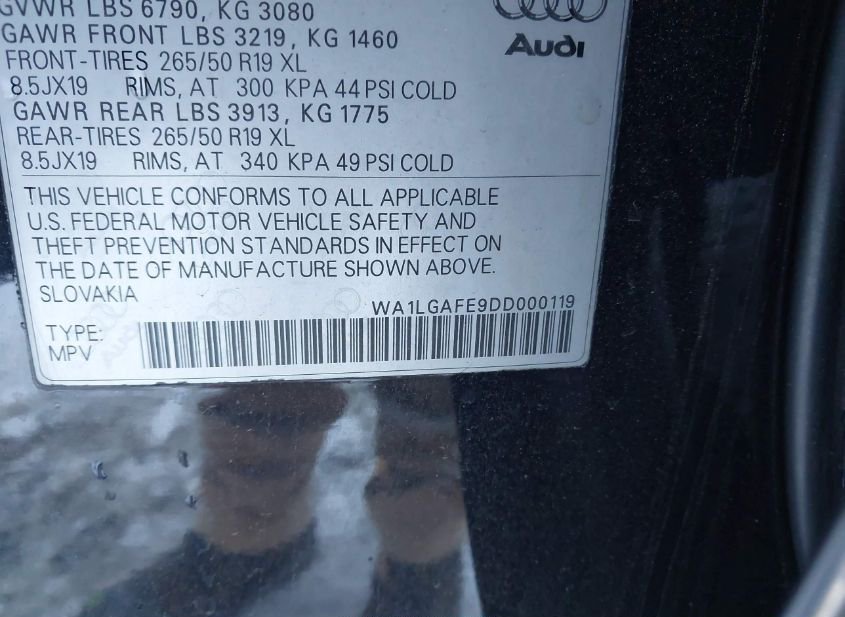 GVWR LBS 6790, KG 3080
GAWR FRONT LBS 3219, KG 1460
FRONT-TIRES 265/50 R19 XL
8.5JX19 RIMS, AT 300 KPA 44 PSI COLD
GAWR REAR LBS 3913, KG 1775
REAR-TIRES 265/50 R19 XL
8.5JX19 RIMS, AT 340 KPA 49 PSI COLD
Audi
THIS VEHICLE CONFORMS TO ALL APPLICABLE
U.S. FEDERAL MOTOR VEHICLE SAFETY AND
THEFT PREVENTION STANDARDS IN EFFECT ON
THE DATE OF MANUFACTURE SHOWN ABOVE.
SLOVAKIA
WA1LGAFE9DD000119
TYPE:
MPV